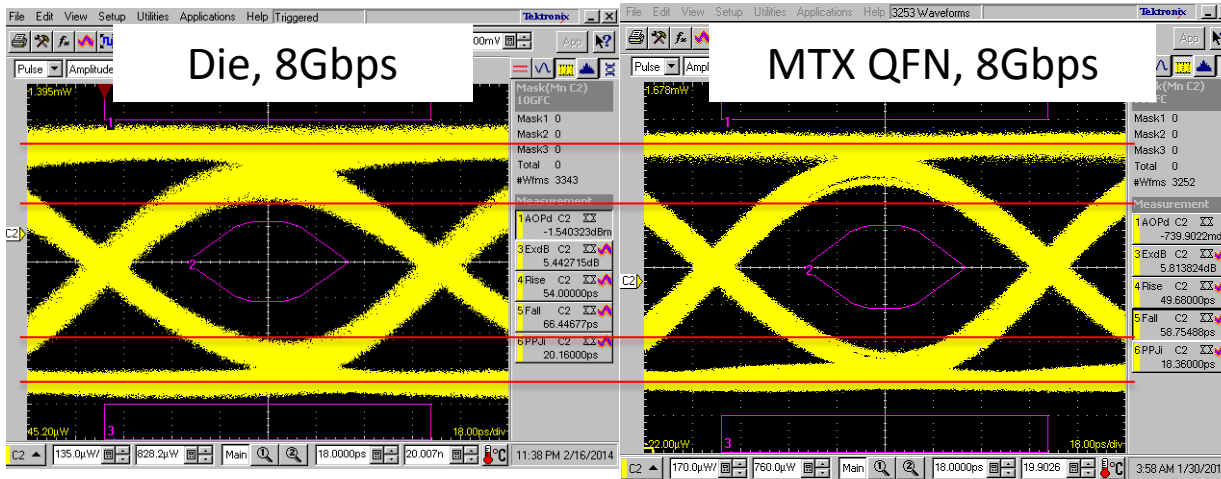 File Edit View Setup Utilities Applications Help Triggered Tektronix
00mV App
Pulse Amplitude
Die, 8Gbps
1.395mW
1
Mask(Mn C2)
10GFC
Mask1 0
Mask2 0
Mask3 0
Total 0
#Wfms 3343
Measurement
1 AOPd C2
-1.540323dBm
3 ExdB C2
5.442715dB
4 Rise C2
54.00000ps
5 Fall C2
66.44677ps
6 PPJi C2
20.16000ps
C2
2
45.20µW 3 18.00ps/div
C2 135.0µW/ 828.2µW Main 1 2 18.0000ps 20.007n °C 11:38 PM 2/16/2014
File Edit View Setup Utilities Applications Help 3253 Waveforms Tektronix
App
Pulse Ampl
MTX QFN, 8Gbps
1.678mW
1
Mask(Mn C2)
Mask1 0
Mask2 0
Mask3 0
Total 0
#Wfms 3252
Measurement
1 AOPd C2
-739.9022md
3 ExdB C2
5.813824dB
4 Rise C2
49.68000ps
5 Fall C2
58.75488ps
6 PPJi C2
18.36000ps
C2
2
-22.00µW 3 18.00ps/div
C2 170.0µW/ 760.0µW Main 1 2 18.0000ps 19.9026 °C 3:58 AM 1/30/201